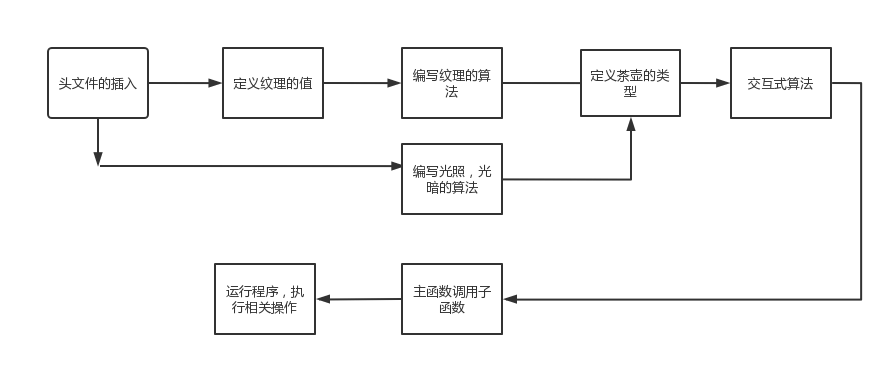 头文件的插入
定义纹理的值
编写纹理的算
法
定义茶壶的类
型
交互式算法
编写光照，光
暗的算法
运行程序，执
行相关操作
主函数调用子
函数